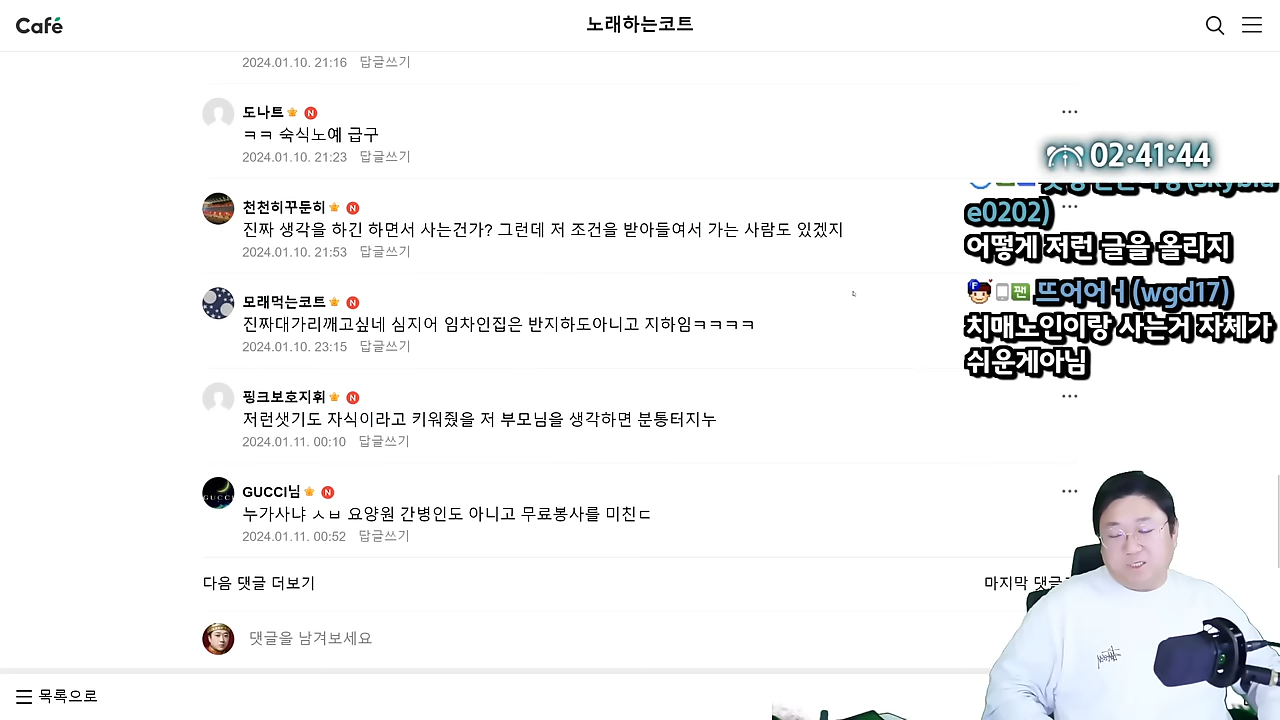 Café
노래하는코트
2024.01.10. 21:16 답글쓰기
도나트 N
ㅋㅋ 숙식노예 급구
2024.01.10. 21:23 답글쓰기
02:41:44
천천히꾸둔히 N
진짜 생각을 하긴 하면서 사는건가? 그런데 저 조건을 받아들여서 가는 사람도 있겠지
2024.01.10. 21:53 답글쓰기
e0202)
어떻게 저런 글을 올리지
모래먹는코트 N
진짜대가리깨고싶네 심지어 임차인집은 반지하도아니고 지하임ㅋㅋㅋㅋ
2024.01.10. 23:15 답글쓰기
F 팬 뜨어어ㅓ(wgd17)
치매노인이랑 사는거 자체가
쉬운게아님
핑크보호지휘 N
저런샛기도 자식이라고 키워줬을 저 부모님을 생각하면 분통터지누
2024.01.11. 00:10 답글쓰기
GUCCI
GUCCI님 N
누가사냐 ㅅㅂ 요양원 간병인도 아니고 무료봉사를 미친ㄷ
2024.01.11. 00:52 답글쓰기
다음 댓글 더보기
마지막 댓글
댓글을 남겨보세요
목록으로